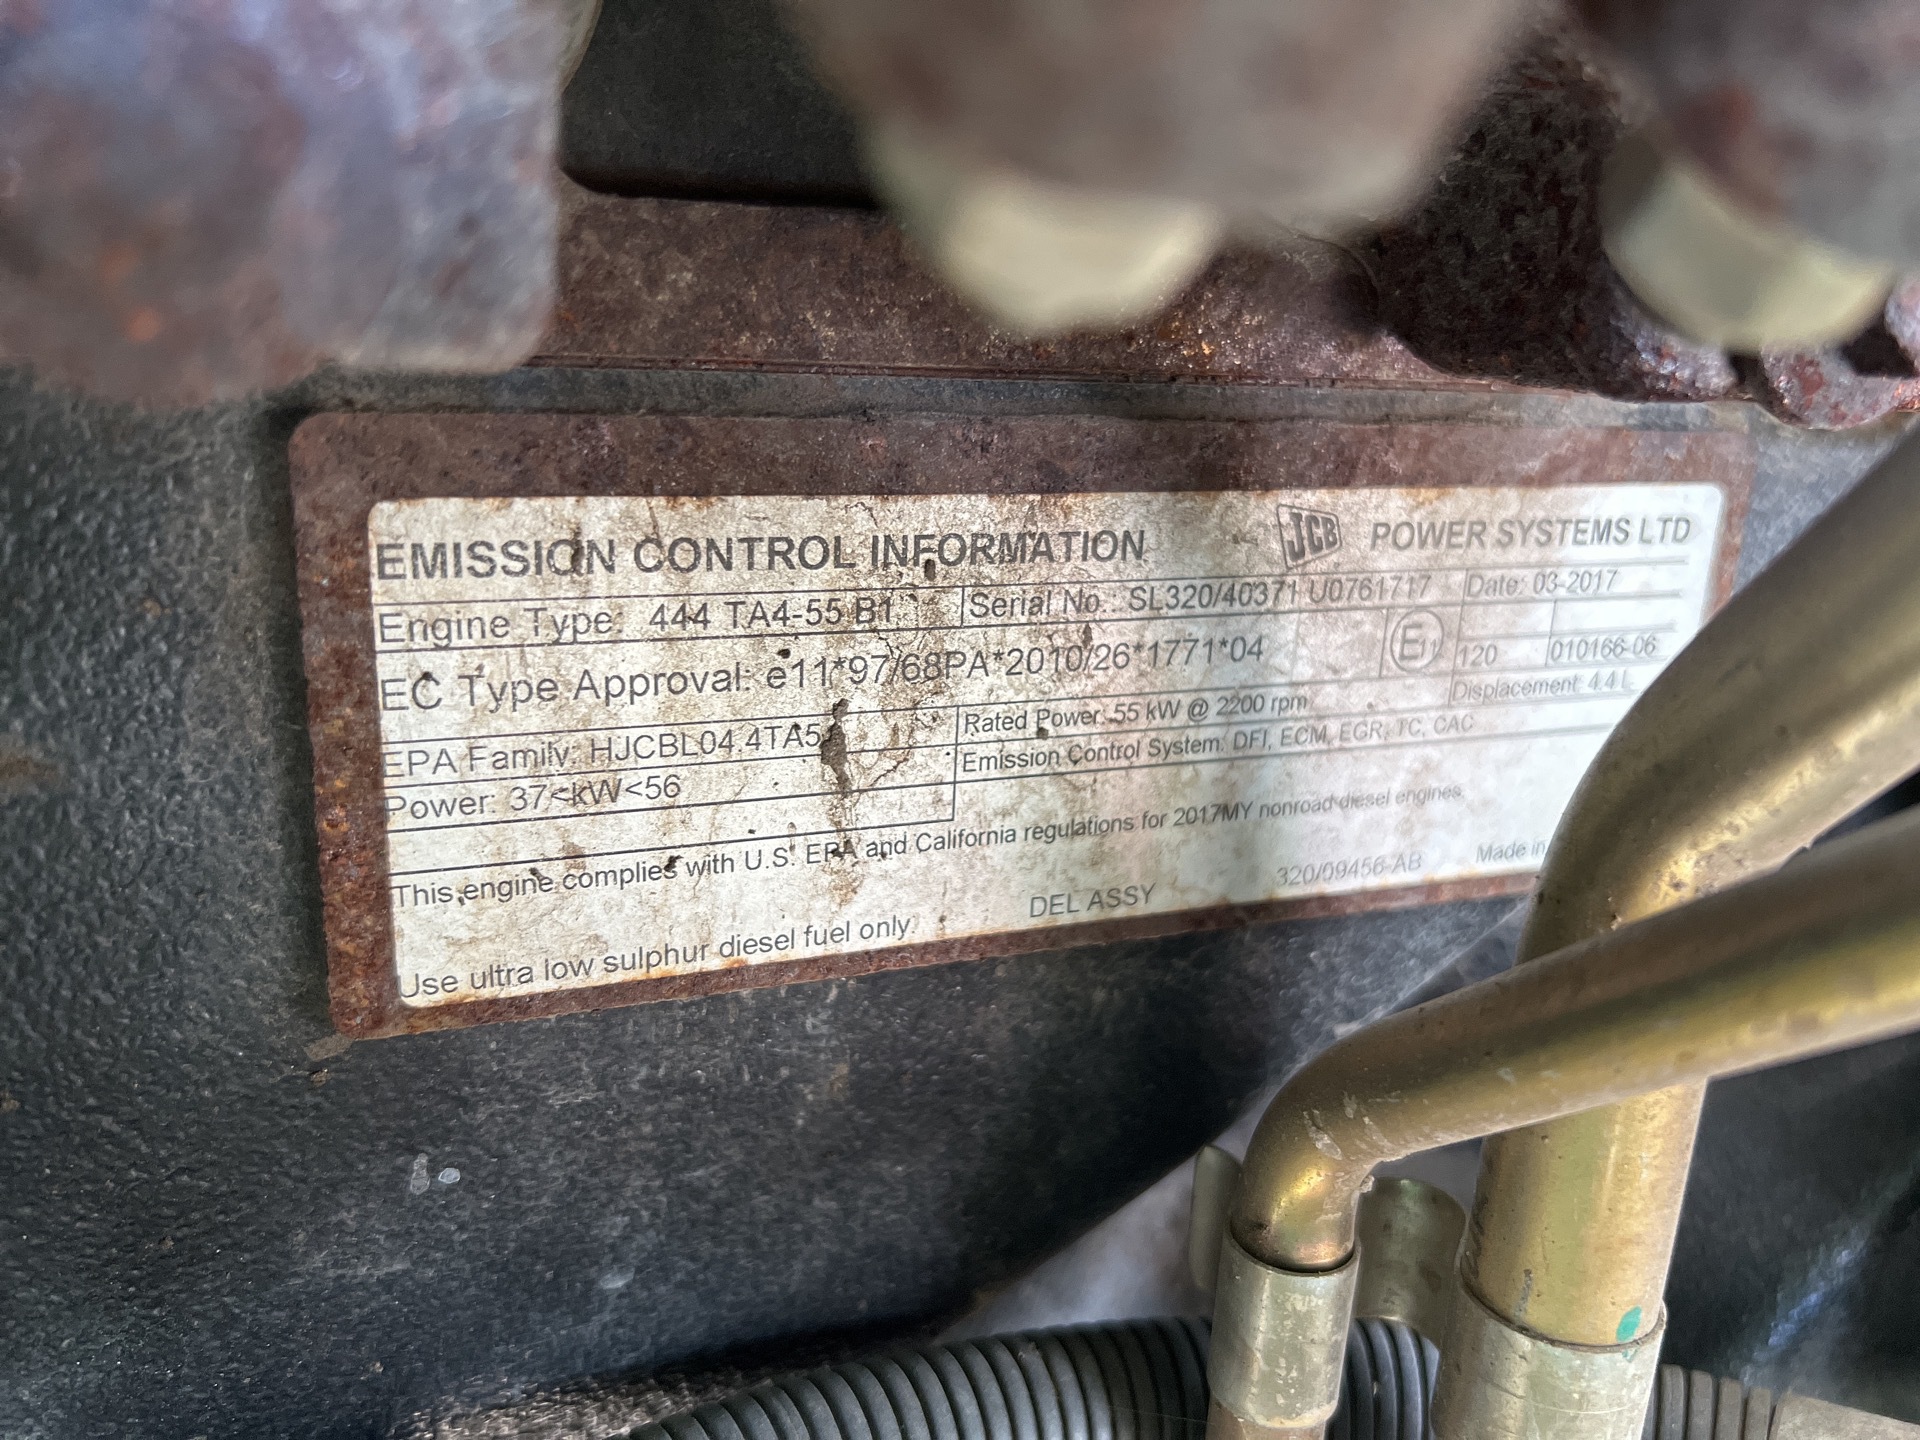 EMISSION CONTROL INFORMATION JCB POWER SYSTEMS LTD
Engine Type: 444 TA4-55 B1 Serial No.: SL320/40371 U0761717 Date: 03-2017
EC Type Approval: e11*97/68PA*2010/26*1771*04 E11 120 010166-06
EPA Family: HJCBL04.4TA5 Rated Power: 55 kW @ 2200 rpm Displacement: 4.4 L
Power: 37<kW<56 Emission Control System: DFI, ECM, EGR, TC, CAC
This engine complies with U.S. EPA and California regulations for 2017MY nonroad diesel engines.
Use ultra low sulphur diesel fuel only. DEL ASSY 320/09456-AB Made in